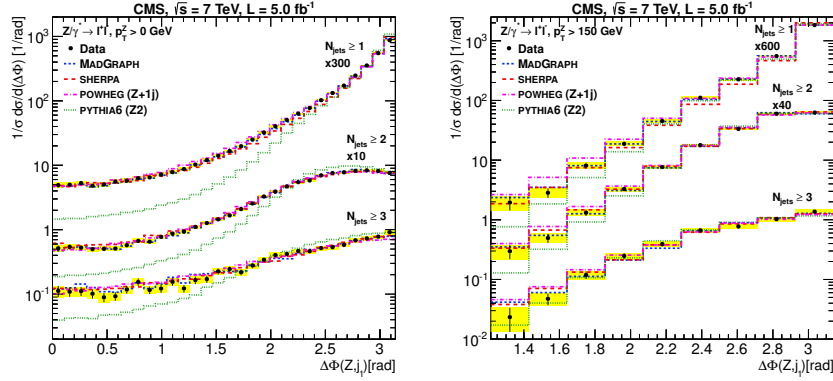 CMS, √s = 7 TeV, L = 5.0 fb⁻¹
1/σ dσ/d(ΔΦ) [1/rad]
Z/γ*→ l⁺l⁻, p_T^Z > 0 GeV
Data
MADGRAPH
SHERPA
POWHEG (Z+1j)
PYTHIA6 (Z2)
N_jets ≥ 1
x300
N_jets ≥ 2
x10
N_jets ≥ 3
10³
10²
10
1
10⁻¹
0 0.5 1 1.5 2 2.5 3
ΔΦ(Z,j₁)[rad]
CMS, √s = 7 TeV, L = 5.0 fb⁻¹
1/σ dσ/d(ΔΦ) [1/rad]
Z/γ*→ l⁺l⁻, p_T^Z > 150 GeV
Data
MADGRAPH
SHERPA
POWHEG (Z+1j)
PYTHIA6 (Z2)
N_jets ≥ 1
x600
N_jets ≥ 2
x40
N_jets ≥ 3
10³
10²
10
1
10⁻¹
10⁻²
1.4 1.6 1.8 2 2.2 2.4 2.6 2.8 3
ΔΦ(Z,j₁)[rad]